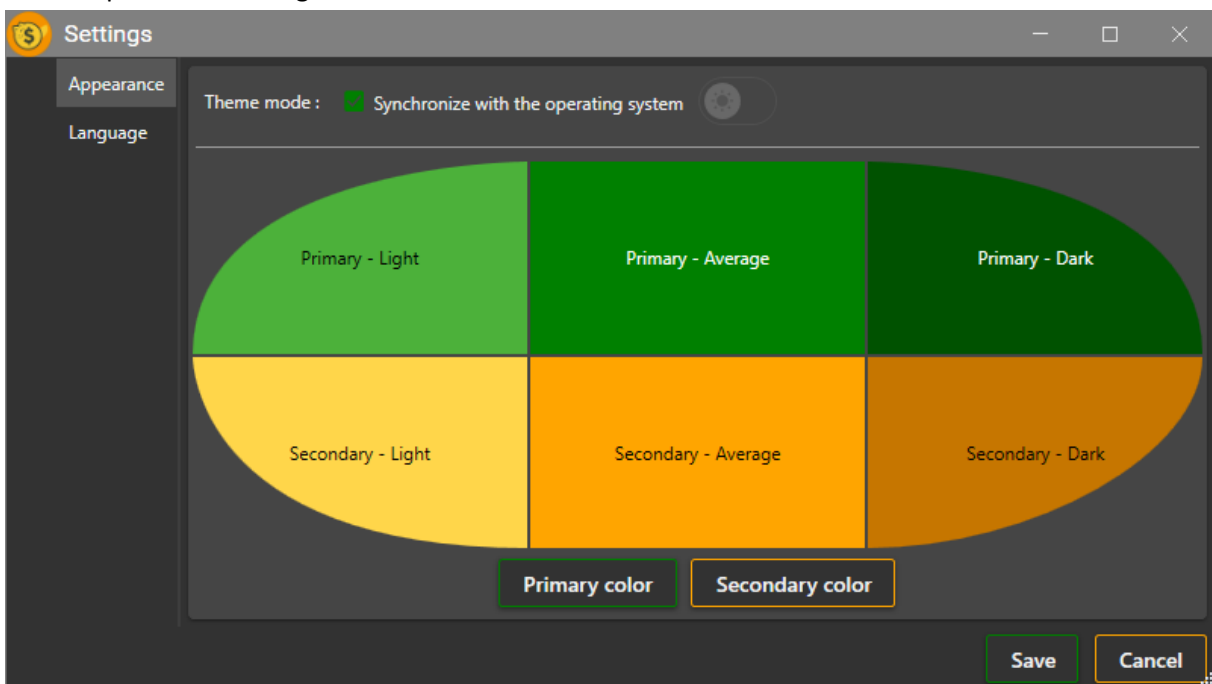 Settings
Appearance
Language
Theme mode : Synchronize with the operating system
Primary - Light
Primary - Average
Primary - Dark
Secondary - Light
Secondary - Average
Secondary - Dark
Primary color
Secondary color
Save
Cancel